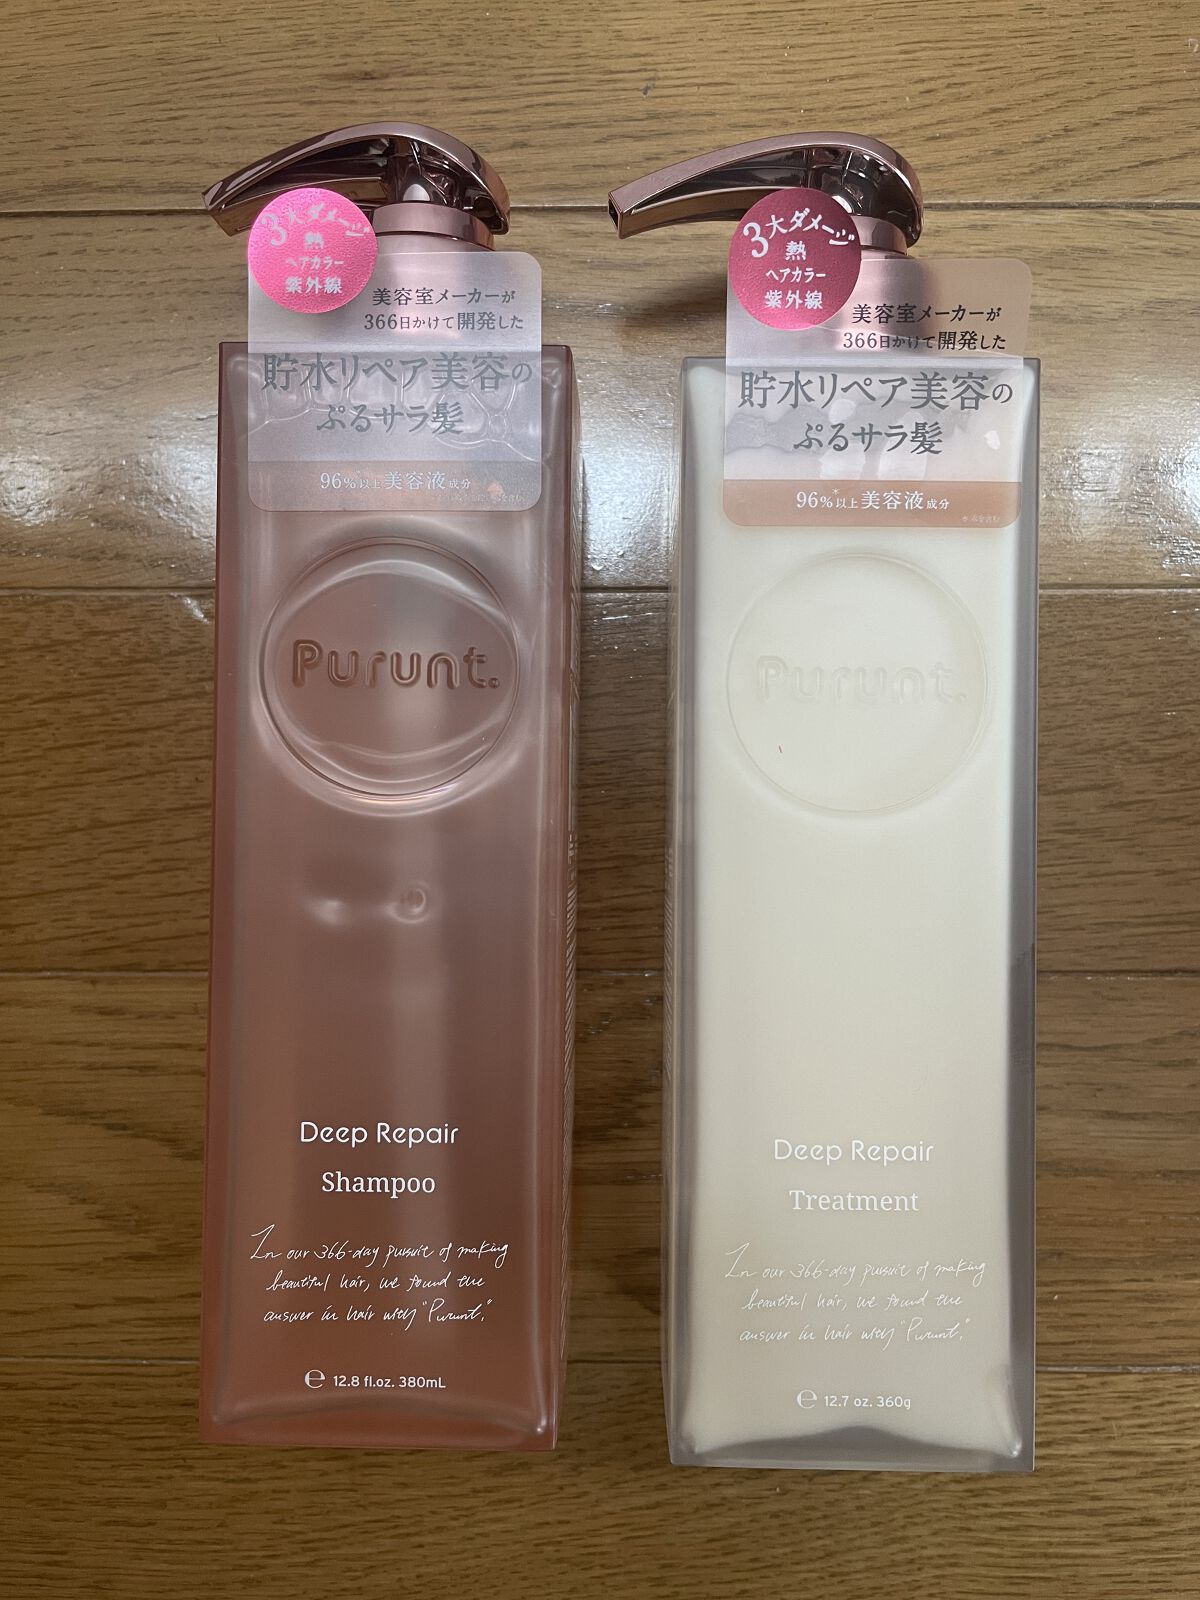 3大ダメージ
熱
ヘアカラー
紫外線
美容室メーカーが
366日かけて開発した
貯水リペア美容の
ぷるサラ髪
96%以上美容液成分
Purunt.
Deep Repair
Shampoo
In our 366-day pursuit of making
beautiful hair, we found the
answer in hair with "Purunt."
℮ 12.8 fl.oz. 380mL
3大ダメージ
熱
ヘアカラー
紫外線
美容室メーカーが
366日かけて開発した
貯水リペア美容の
ぷるサラ髪
96%*以上美容液成分
*水を含む
Purunt.
Deep Repair
Treatment
In our 366-day pursuit of making
beautiful hair, we found the
answer in hair with "Purunt."
℮ 12.7 oz. 360g